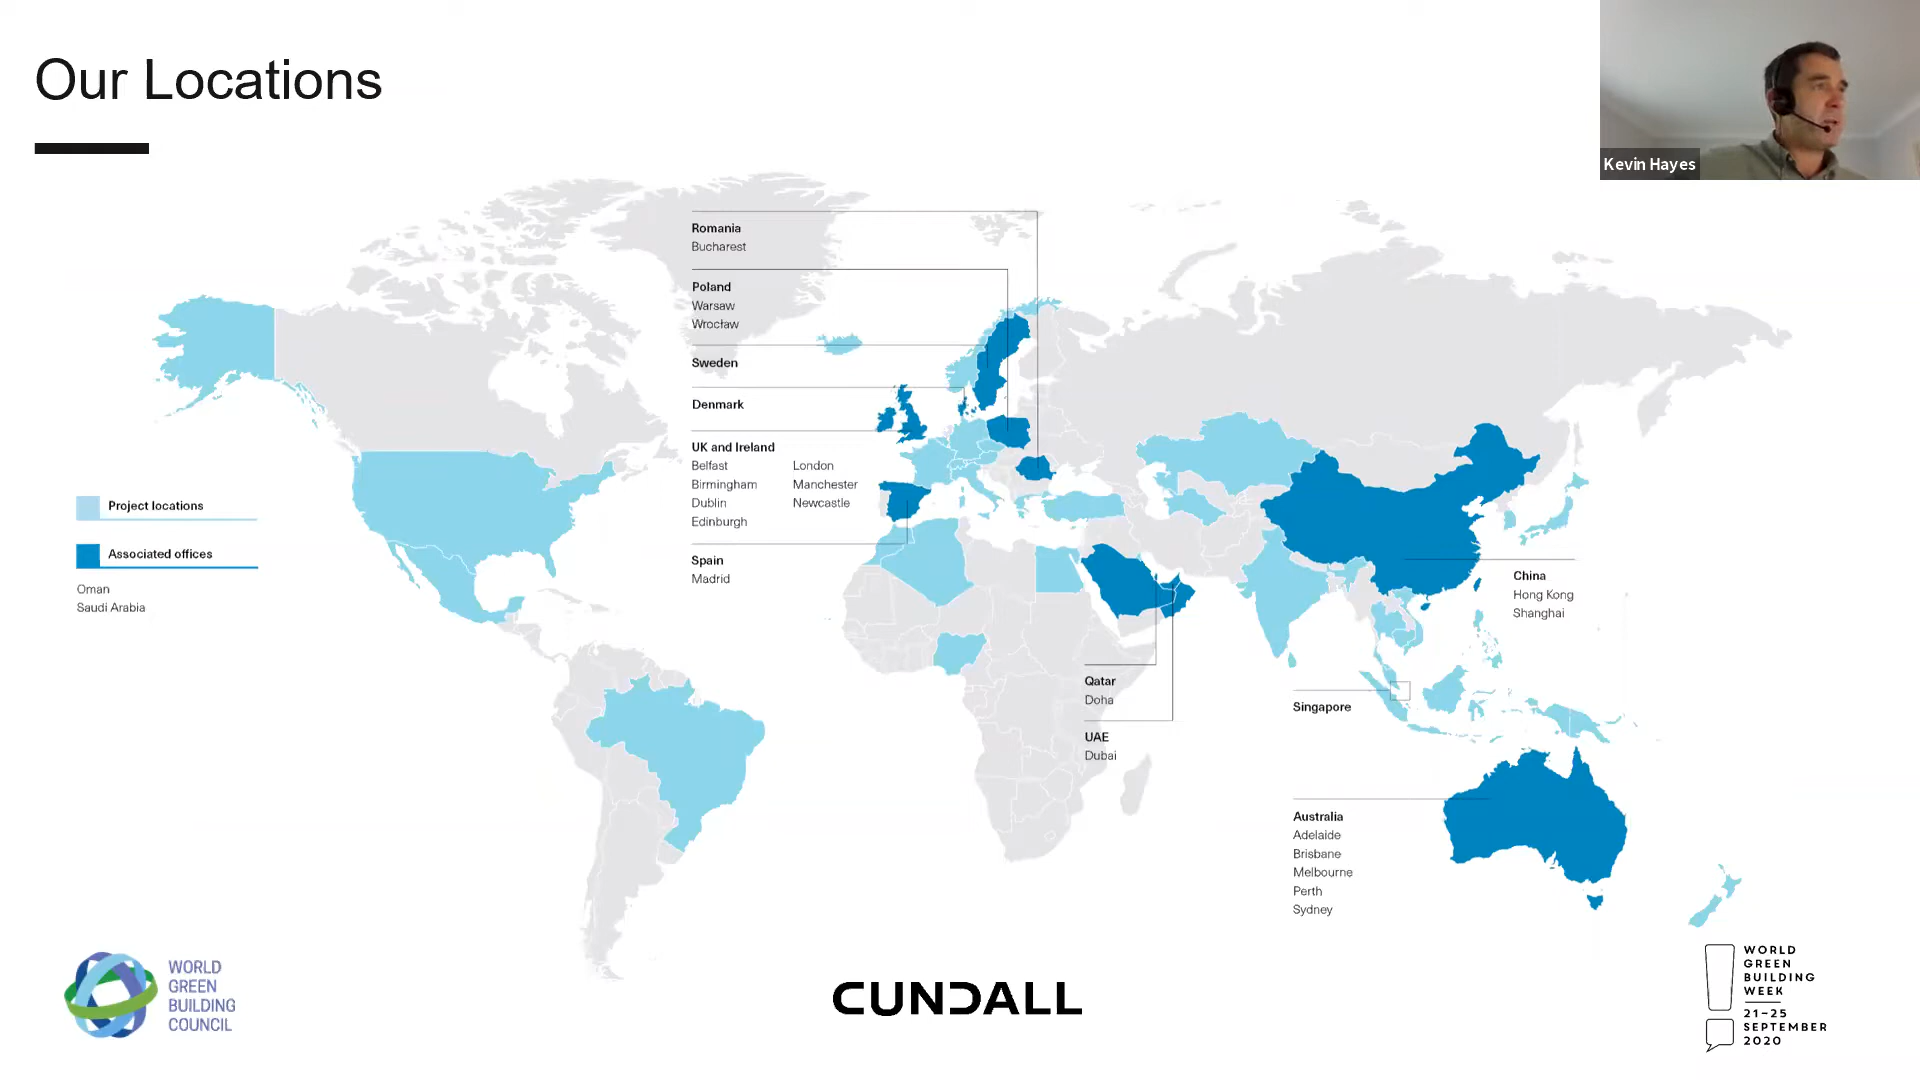 Our Locations
Kevin Hayes
Romania
Bucharest
Poland
Warsaw
Wrocław
Sweden
Denmark
UK and Ireland
Belfast
Birmingham
Dublin
Edinburgh
London
Manchester
Newcastle
Spain
Madrid
Project locations
Associated offices
Oman
Saudi Arabia
China
Hong Kong
Shanghai
Qatar
Doha
UAE
Dubai
Singapore
Australia
Adelaide
Brisbane
Melbourne
Perth
Sydney
WORLD
GREEN
BUILDING
COUNCIL
CUNDALL
WORLD
GREEN
BUILDING
WEEK
21–25
SEPTEMBER
2020